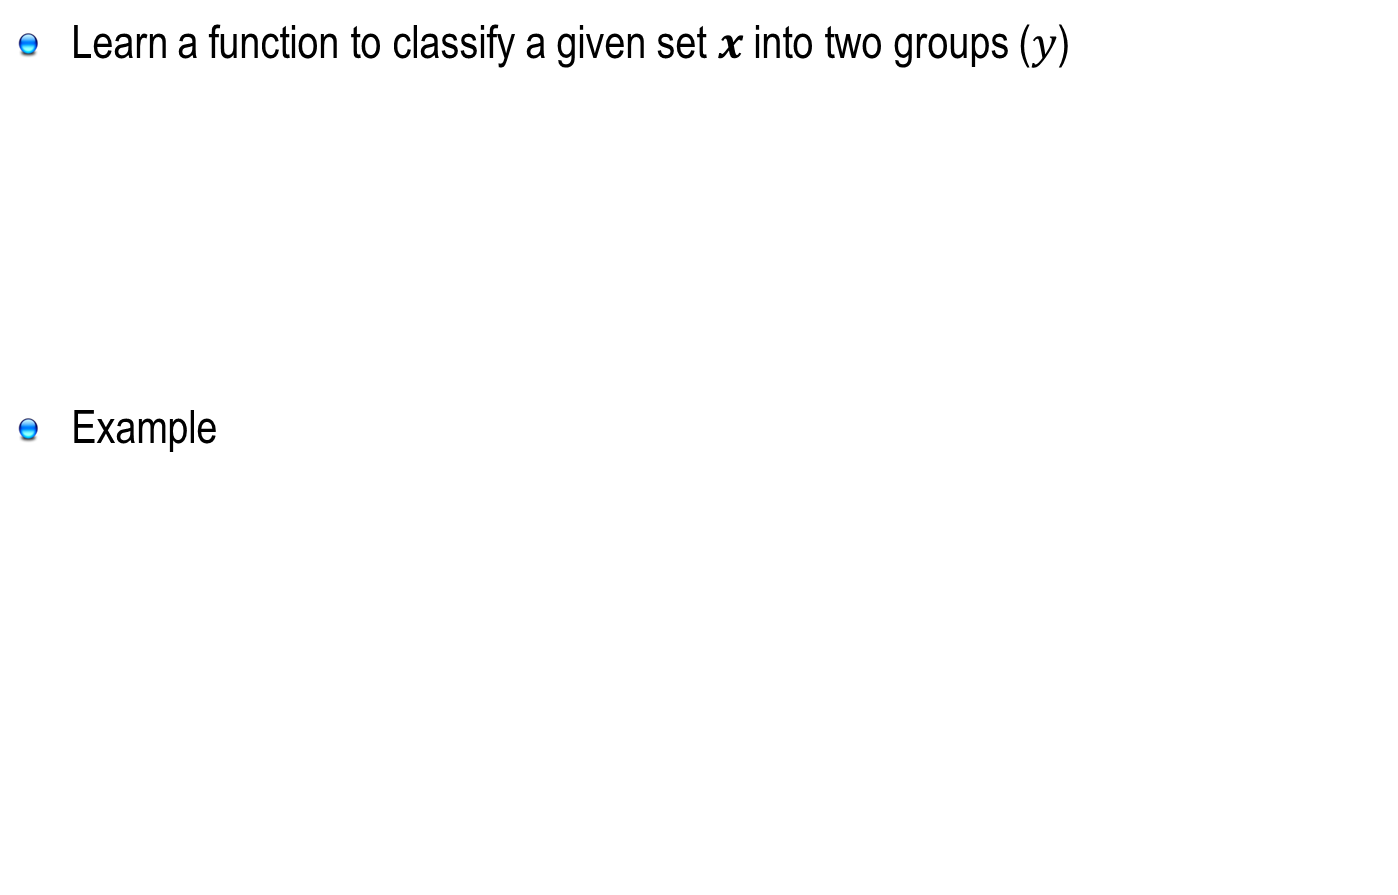 Learn a function to classify a given set 𝒙 into two groups (𝑦)
Example